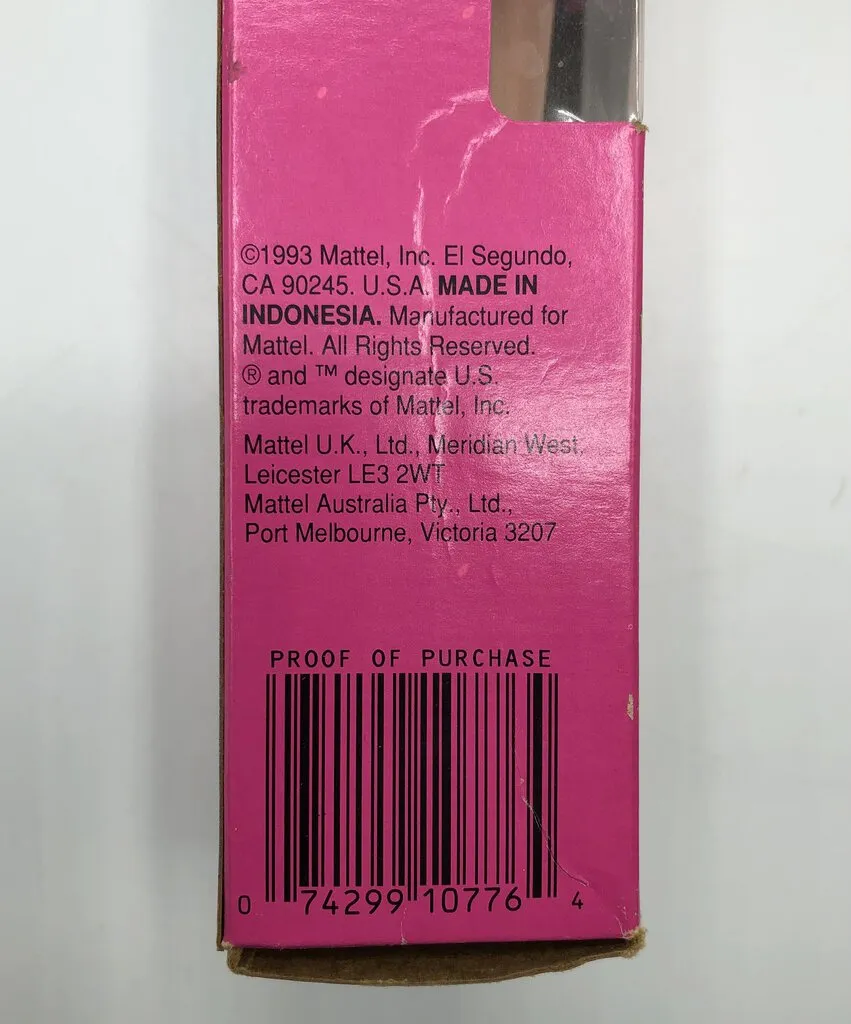 ©1993 Mattel, Inc. El Segundo,
CA 90245. U.S.A. MADE IN
INDONESIA. Manufactured for
Mattel. All Rights Reserved.
® and ™ designate U.S.
trademarks of Mattel, Inc.
Mattel U.K., Ltd., Meridian West,
Leicester LE3 2WT
Mattel Australia Pty., Ltd.,
Port Melbourne, Victoria 3207
PROOF OF PURCHASE
0 74299 10776 4